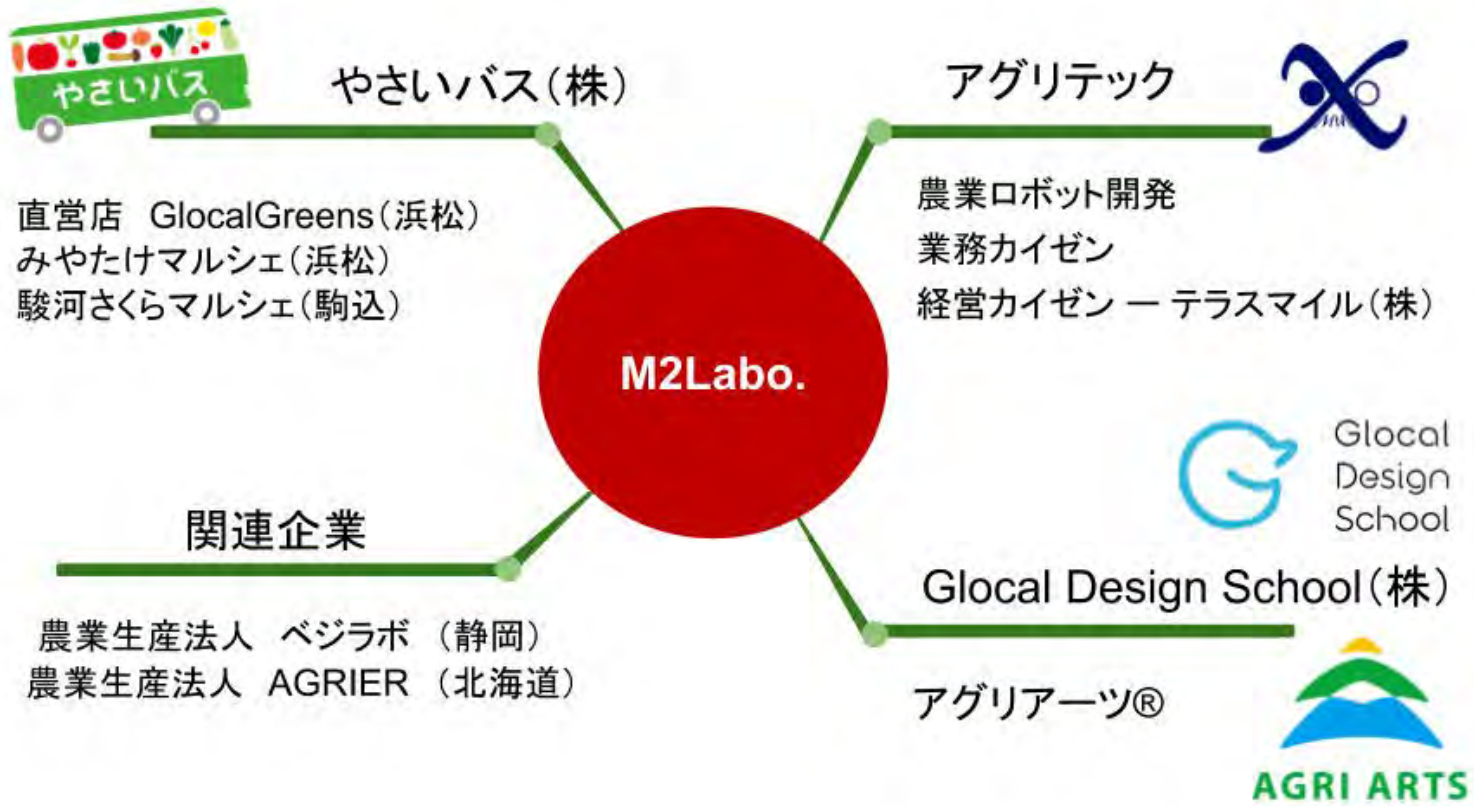 やさいバス
やさいバス(株)
直営店 GlocalGreens(浜松)
みやたけマルシェ(浜松)
駿河さくらマルシェ(駒込)
アグリテック
農業ロボット開発
業務カイゼン
経営カイゼン ー テラスマイル(株)
M2Labo.
関連企業
農業生産法人 ベジラボ (静岡)
農業生産法人 AGRIER (北海道)
Glocal
Design
School
Glocal Design School(株)
アグリアーツ®
AGRI ARTS